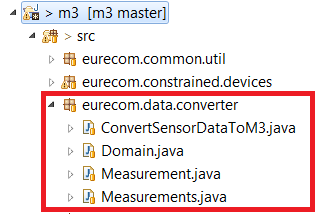 > m3 [m3 master]
> src
eurecom.common.util
eurecom.constrained.devices
eurecom.data.converter
ConvertSensorDataToM3.java
Domain.java
Measurement.java
Measurements.java